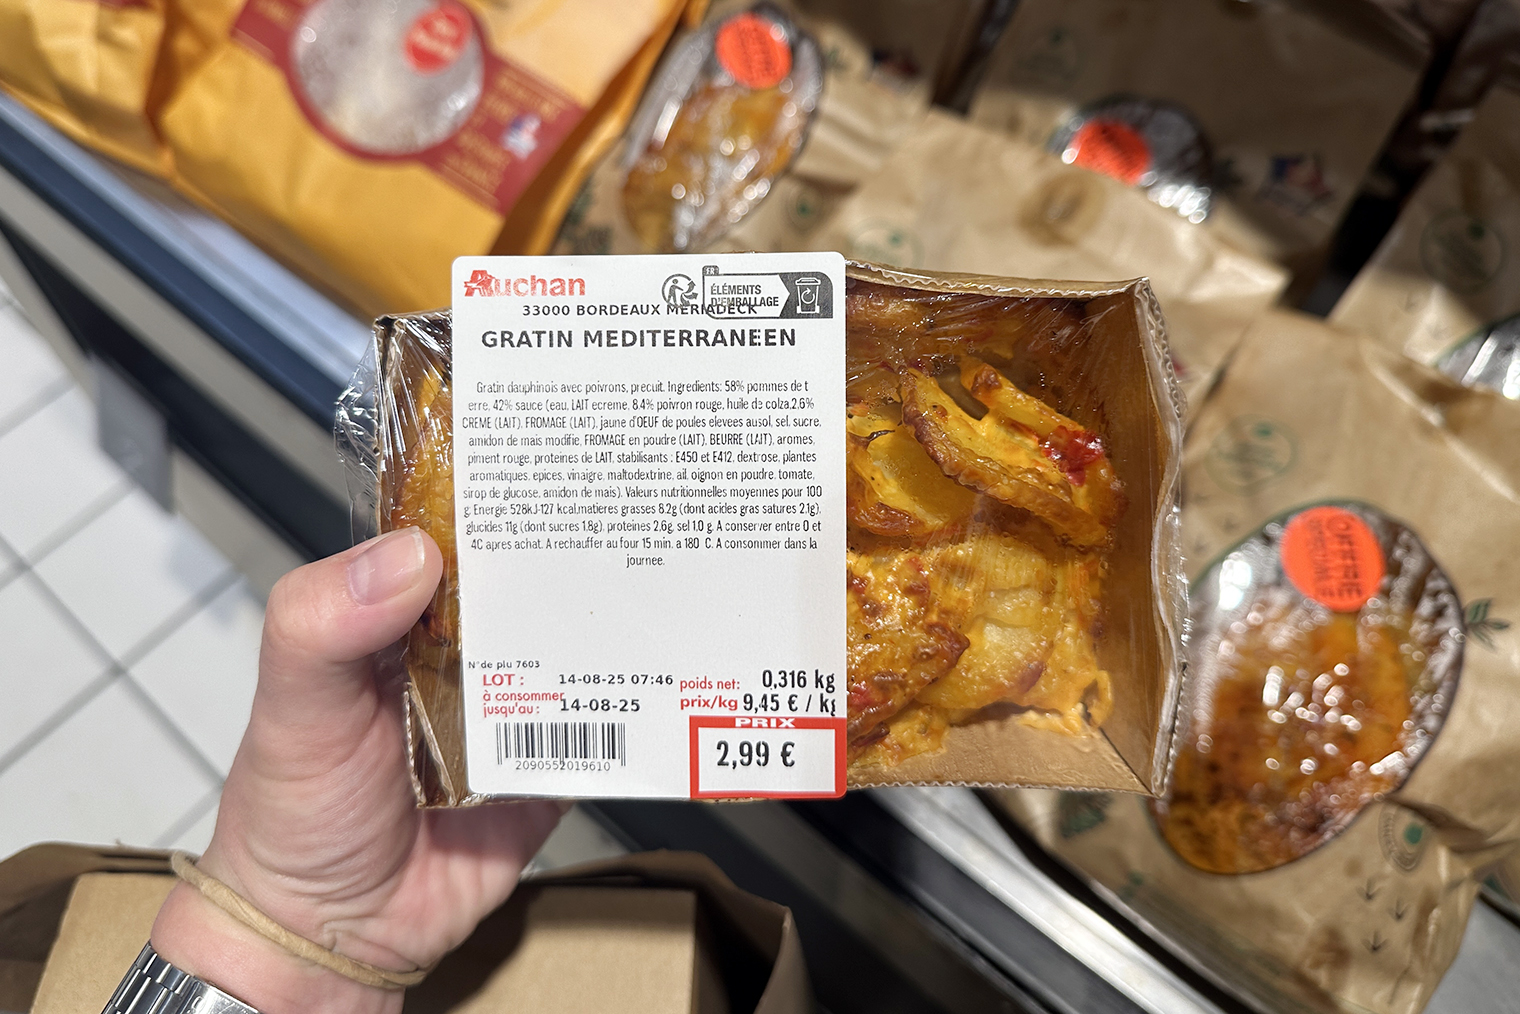 Auchan
FR
ÉLÉMENTS
D'EMBALLAGE
33000 BORDEAUX MERIADECK
GRATIN MEDITERRANEEN
Gratin dauphinois avec poivrons, precuit. Ingredients: 58% pommes de t
erre, 42% sauce (eau, LAIT ecreme, 8.4% poivron rouge, huile de colza,2,6%
CREME (LAIT), FROMAGE (LAIT), jaune d'OEUF de poules elevees ausol, sel, sucre,
amidon de mais modifie, FROMAGE en poudre (LAIT), BEURRE (LAIT), aromes,
piment rouge, proteines de LAIT, stabilisants : E450 et E412, dextrose, plantes
aromatiques, epices, vinaigre, maltodextrine, ail, oignon en poudre, tomate,
sirop de glucose, amidon de mais). Valeurs nutritionnelles moyennes pour 100
g: Energie 528kJ-127 kcal,matieres grasses 8.2g (dont acides gras satures 2.1g),
glucides 11g (dont sucres 1.8g), proteines 2,6g, sel 1.0 g. A conserver entre 0 et
4C apres achat. A rechauffer au four 15 min. a 180 C. A consommer dans la
journee.
N°de plu 7603
LOT : 14-08-25 07:46
à consommer
jusqu'au : 14-08-25
poids net: 0,316 kg
prix/kg 9,45 € / kg
PRIX
2,99 €
2090552019610
OFFRE